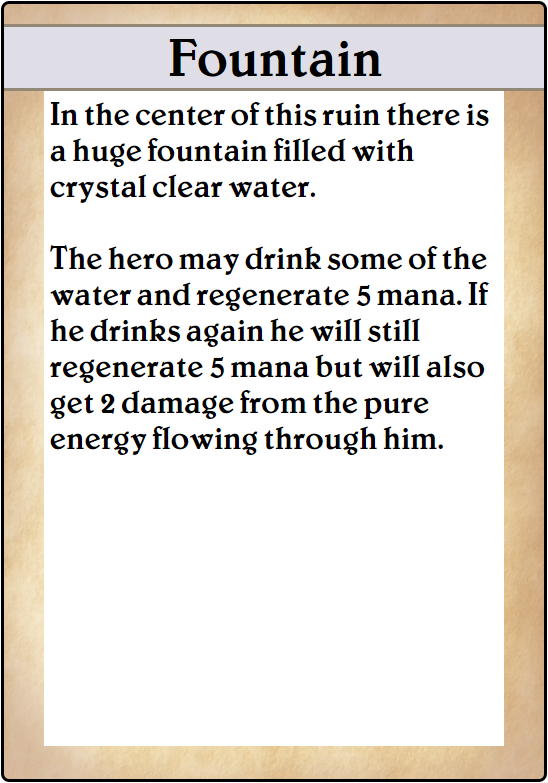 Fountain
In the center of this ruin there is
a huge fountain filled with
crystal clear water.
The hero may drink some of the
water and regenerate 5 mana. If
he drinks again he will still
regenerate 5 mana but will also
get 2 damage from the pure
energy flowing through him.